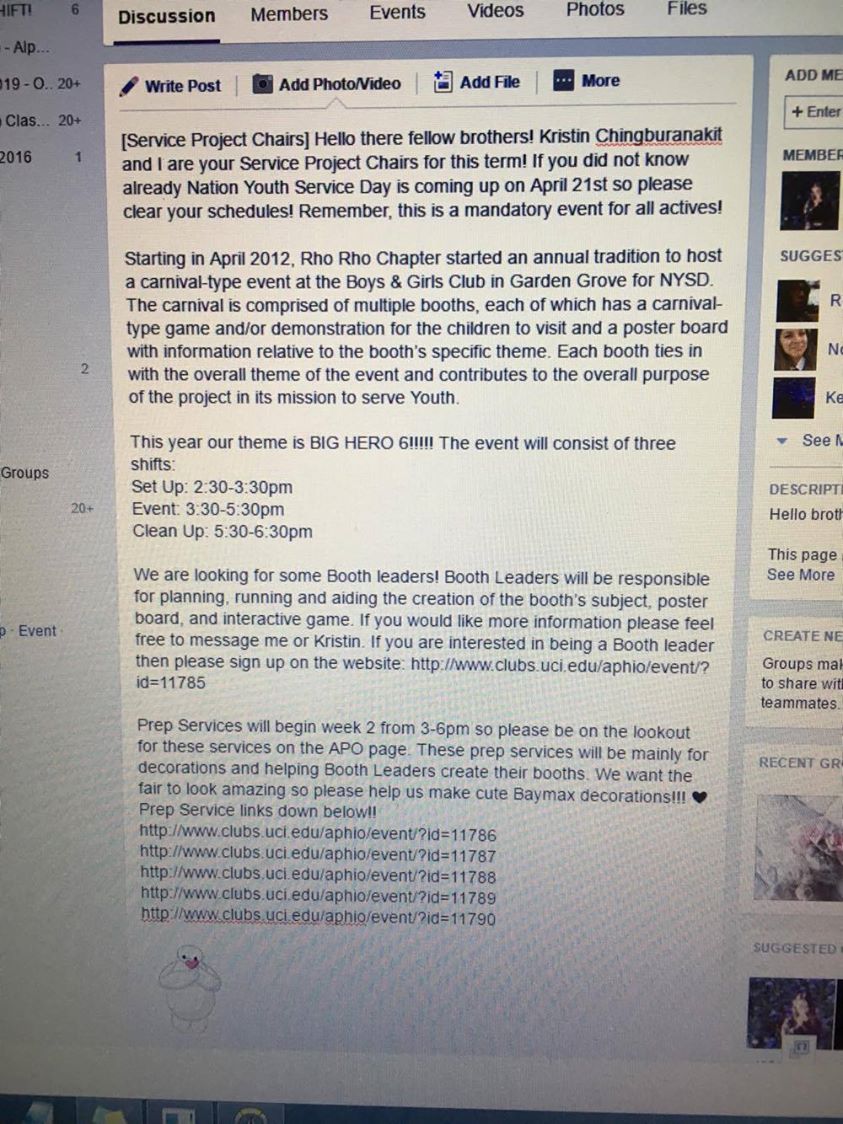 HIFT! 6
Discussion Members Events Videos Photos Files
- Alp...
019 - O.. 20+
Clas... 20+
2016 1
2
Groups
20+
p · Event
Write Post Add Photo/Video Add File More
[Service Project Chairs] Hello there fellow brothers! Kristin Chingburanakit
and I are your Service Project Chairs for this term! If you did not know
already Nation Youth Service Day is coming up on April 21st so please
clear your schedules! Remember, this is a mandatory event for all actives!
Starting in April 2012, Rho Rho Chapter started an annual tradition to host
a carnival-type event at the Boys & Girls Club in Garden Grove for NYSD.
The carnival is comprised of multiple booths, each of which has a carnival-
type game and/or demonstration for the children to visit and a poster board
with information relative to the booth's specific theme. Each booth ties in
with the overall theme of the event and contributes to the overall purpose
of the project in its mission to serve Youth.
This year our theme is BIG HERO 6!!!!! The event will consist of three
shifts:
Set Up: 2:30-3:30pm
Event: 3:30-5:30pm
Clean Up: 5:30-6:30pm
We are looking for some Booth leaders! Booth Leaders will be responsible
for planning, running and aiding the creation of the booth's subject, poster
board, and interactive game. If you would like more information please feel
free to message me or Kristin. If you are interested in being a Booth leader
then please sign up on the website: http://www.clubs.uci.edu/aphio/event/?
id=11785
Prep Services will begin week 2 from 3-6pm so please be on the lookout
for these services on the APO page. These prep services will be mainly for
decorations and helping Booth Leaders create their booths. We want the
fair to look amazing so please help us make cute Baymax decorations!!! ♥
Prep Service links down below!!
http://www.clubs.uci.edu/aphio/event/?id=11786
http://www.clubs.uci.edu/aphio/event/?id=11787
http://www.clubs.uci.edu/aphio/event/?id=11788
http://www.clubs.uci.edu/aphio/event/?id=11789
http://www.clubs.uci.edu/aphio/event/?id=11790
ADD ME
+ Enter
MEMBER
SUGGES
R
No
Ke
See M
DESCRIPTI
Hello broth
This page
See More
CREATE NE
Groups mak
to share with
teammates.
RECENT GR
SUGGESTED